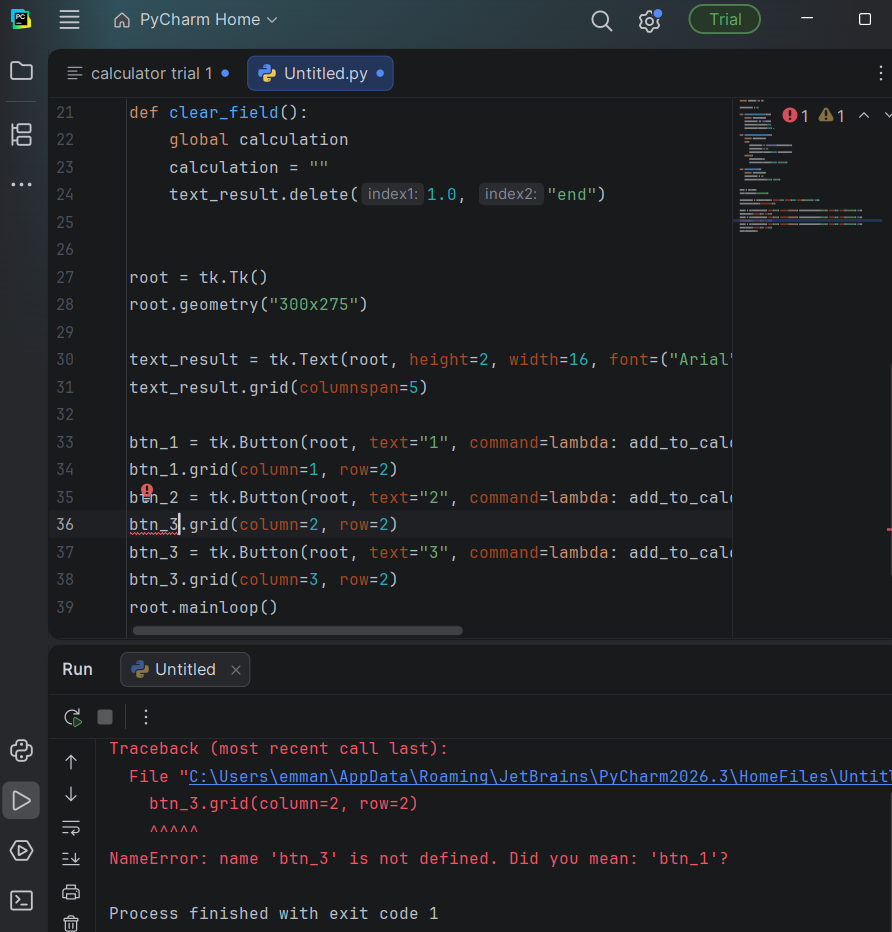 PC
PyCharm Home
Trial
calculator trial 1
Untitled.py
1 1
21 def clear_field():
22 global calculation
23 calculation = ""
24 text_result.delete( index1: 1.0, index2: "end")
25
26
27 root = tk.Tk()
28 root.geometry("300x275")
29
30 text_result = tk.Text(root, height=2, width=16, font=("Arial"
31 text_result.grid(columnspan=5)
32
33 btn_1 = tk.Button(root, text="1", command=lambda: add_to_calc
34 btn_1.grid(column=1, row=2)
35 btn_2 = tk.Button(root, text="2", command=lambda: add_to_calc
36 btn_3.grid(column=2, row=2)
37 btn_3 = tk.Button(root, text="3", command=lambda: add_to_calc
38 btn_3.grid(column=3, row=2)
39 root.mainloop()
Run
Untitled
Traceback (most recent call last):
File "C:\Users\emman\AppData\Roaming\JetBrains\PyCharm2026.3\HomeFiles\Untitl
btn_3.grid(column=2, row=2)
^^^^^
NameError: name 'btn_3' is not defined. Did you mean: 'btn_1'?
Process finished with exit code 1